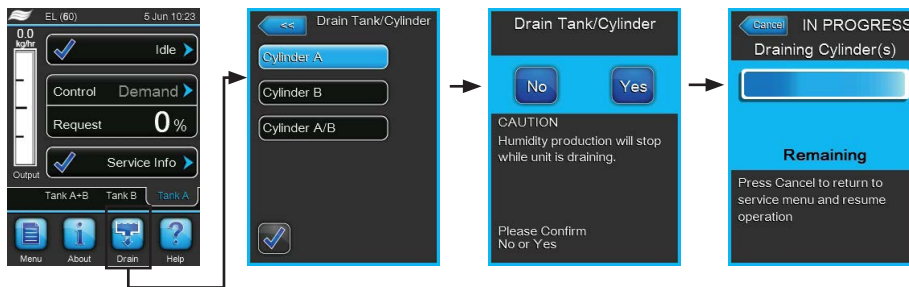 EL (60) 5 Jun 10:23
0.0
kg/hr
Idle
Control Demand
Request 0 %
Service Info
Output
Tank A+B Tank B Tank A
Menu About Drain Help
<< Drain Tank/Cylinder
Cylinder A
Cylinder B
Cylinder A/B
Drain Tank/Cylinder
No Yes
CAUTION
Humidity production will stop
while unit is draining.
Please Confirm
No or Yes
Cancel IN PROGRESS
Draining Cylinder(s)
Remaining
Press Cancel to return to
service menu and resume
operation